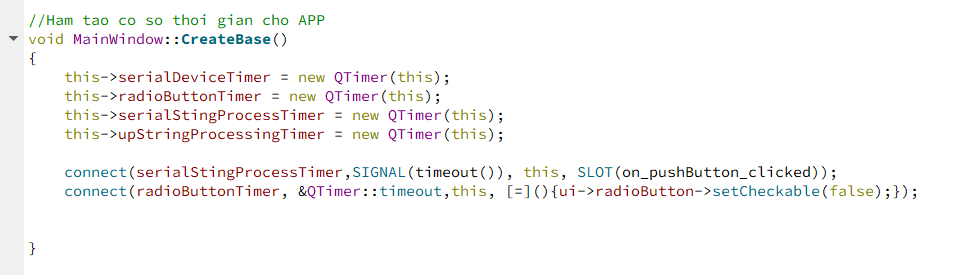 //Ham tao co so thoi gian cho APP
void MainWindow::CreateBase()
{
    this->serialDeviceTimer = new QTimer(this);
    this->radioButtonTimer = new QTimer(this);
    this->serialStingProcessTimer = new QTimer(this);
    this->upStringProcessingTimer = new QTimer(this);

    connect(serialStingProcessTimer,SIGNAL(timeout()), this, SLOT(on_pushButton_clicked));
    connect(radioButtonTimer, &QTimer::timeout,this, [=](){ui->radioButton->setCheckable(false);});

}